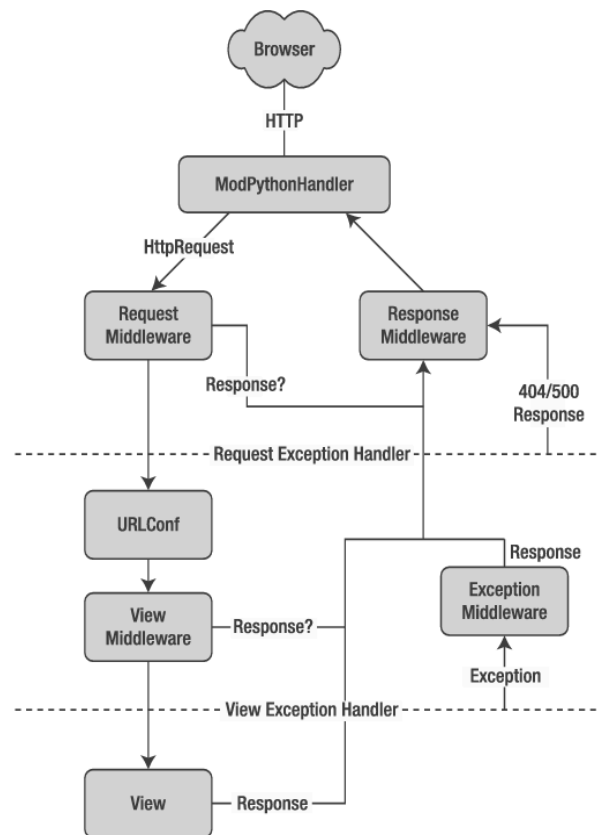 Browser
HTTP
ModPythonHandler
HttpRequest
Request
Middleware
Response
Middleware
Response?
404/500
Response
Request Exception Handler
URLConf
Response
Exception
Middleware
View
Middleware
Response?
Exception
View Exception Handler
View
Response